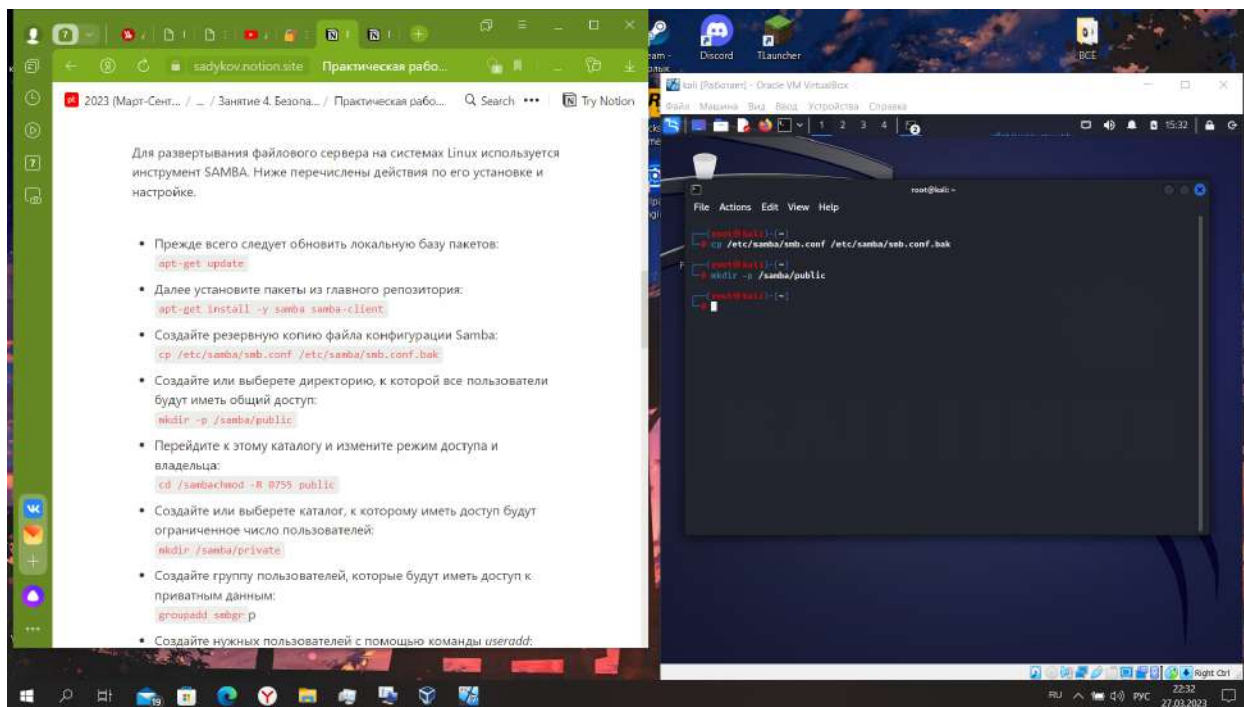 sadykov.notion.site Практическая рабо...
2023 (Март-Сент... / ... / Занятие 4. Безопа... / Практическая рабо... Search ••• Try Notion
Для развертывания файлового сервера на системах Linux используется
инструмент SAMBA. Ниже перечислены действия по его установке и
настройке.
• Прежде всего следует обновить локальную базу пакетов:
apt-get update
• Далее установите пакеты из главного репозитория:
apt-get install -y samba samba-client
• Создайте резервную копию файла конфигурации Samba:
cp /etc/samba/smb.conf /etc/samba/smb.conf.bak
• Создайте или выберете директорию, к которой все пользователи
будут иметь общий доступ:
mkdir -p /samba/public
• Перейдите к этому каталогу и измените режим доступа и
владельца:
cd /sambachmod -R 0755 public
• Создайте или выберете каталог, к которому иметь доступ будут
ограниченное число пользователей:
mkdir /samba/private
• Создайте группу пользователей, которые будут иметь доступ к
приватным данным:
groupadd smbgrp
• Создайте нужных пользователей с помощью команды useradd:
Discord
TLauncher
ВСЁ
kali [Работает] - Oracle VM VirtualBox
Файл Машина Вид Ввод Устройства Справка
1 2 3 4
15:32
root@kali: ~
File Actions Edit View Help
(root@kali)-[~]
# cp /etc/samba/smb.conf /etc/samba/smb.conf.bak
(root@kali)-[~]
# mkdir -p /samba/public
(root@kali)-[~]
#
Right Ctrl
19
RU
РУС
22:32
27.03.2023